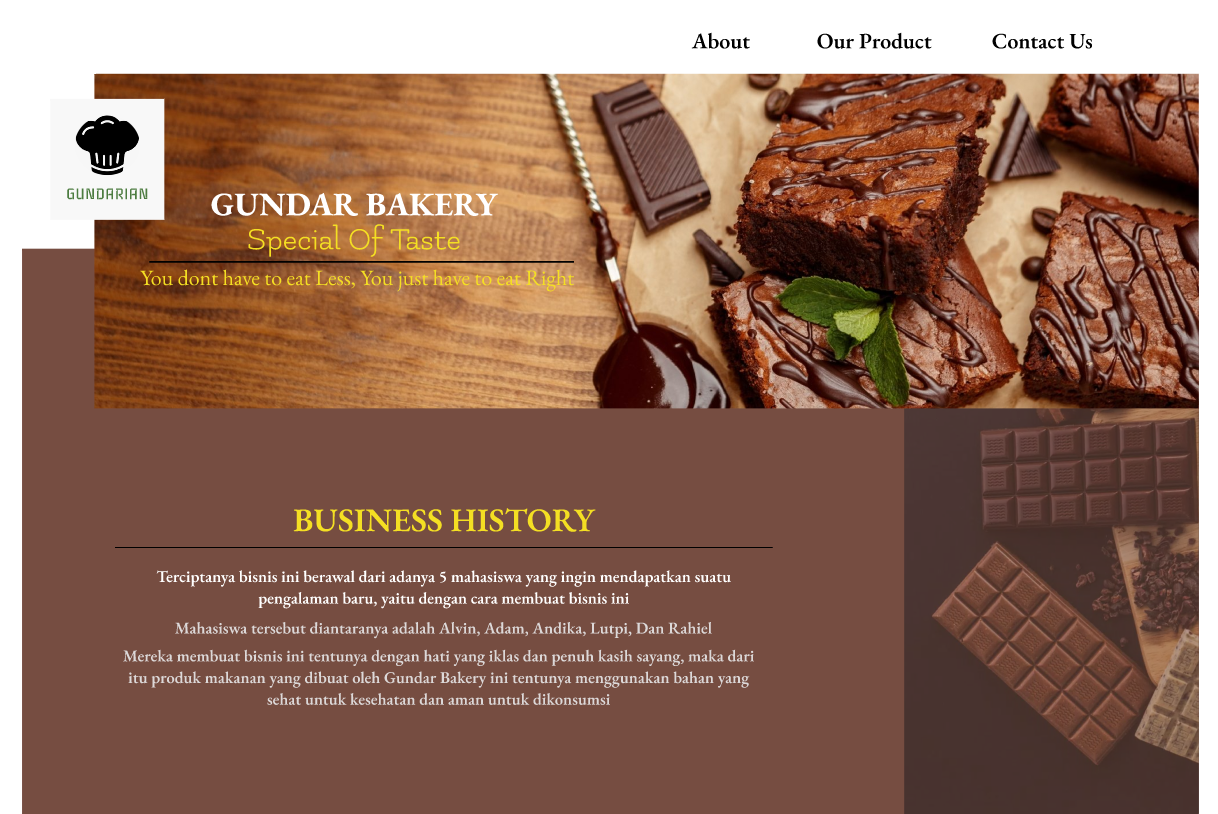 About
Our Product
Contact Us
GUNDARIAN
GUNDAR BAKERY
Special Of Taste
You dont have to eat Less, You just have to eat Right
BUSINESS HISTORY
Terciptanya bisnis ini berawal dari adanya 5 mahasiswa yang ingin mendapatkan suatu
pengalaman baru, yaitu dengan cara membuat bisnis ini
Mahasiswa tersebut diantaranya adalah Alvin, Adam, Andika, Lutpi, Dan Rahiel
Mereka membuat bisnis ini tentunya dengan hati yang iklas dan penuh kasih sayang, maka dari
itu produk makanan yang dibuat oleh Gundar Bakery ini tentunya menggunakan bahan yang
sehat untuk kesehatan dan aman untuk dikonsumsi